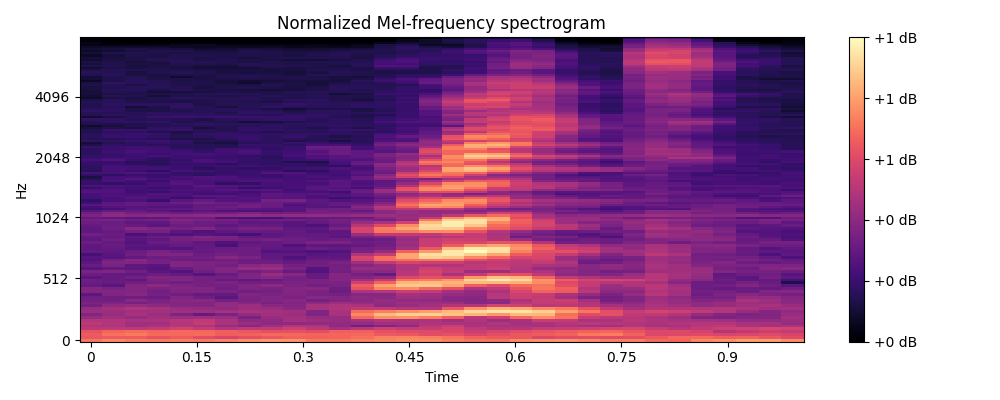 Normalized Mel-frequency spectrogram
Hz
4096
2048
1024
512
0
0 0.15 0.3 0.45 0.6 0.75 0.9
Time
+1 dB
+1 dB
+1 dB
+0 dB
+0 dB
+0 dB